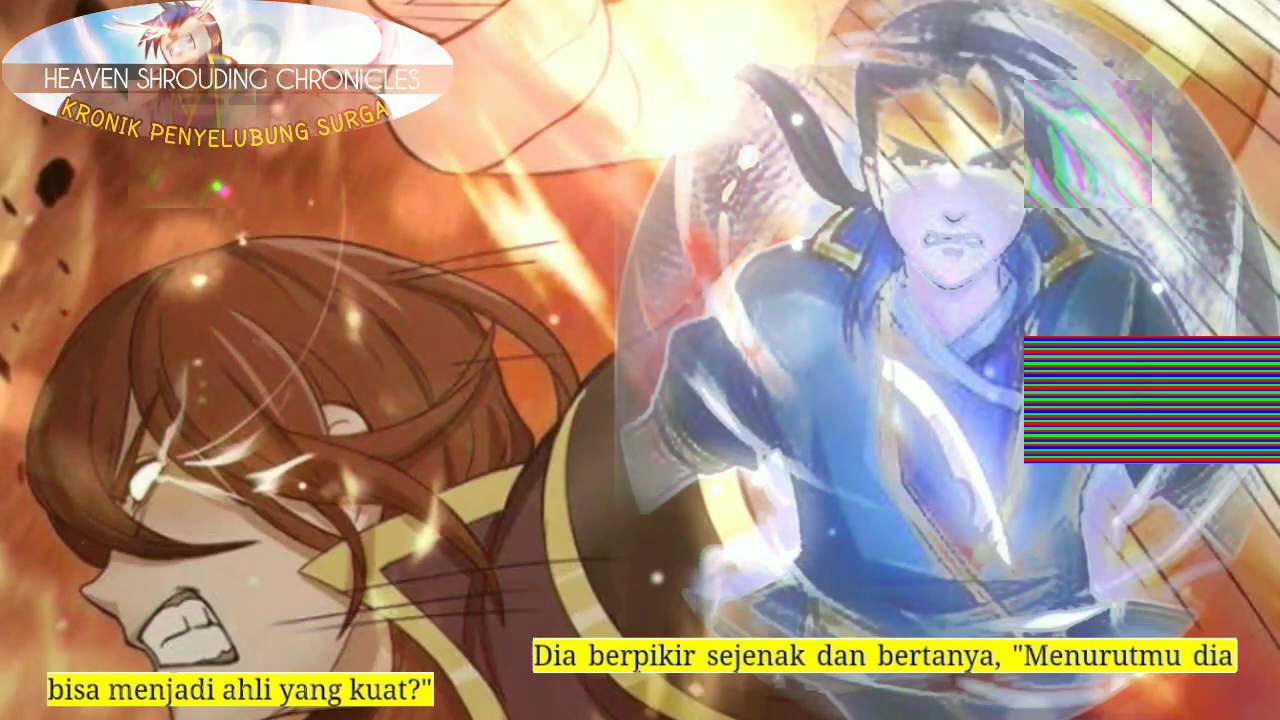 HEAVEN SHROUDING CHRONICLES
KRONIK PENYELUBUNG SURGA
Dia berpikir sejenak dan bertanya, "Menurutmu dia
bisa menjadi ahli yang kuat?"